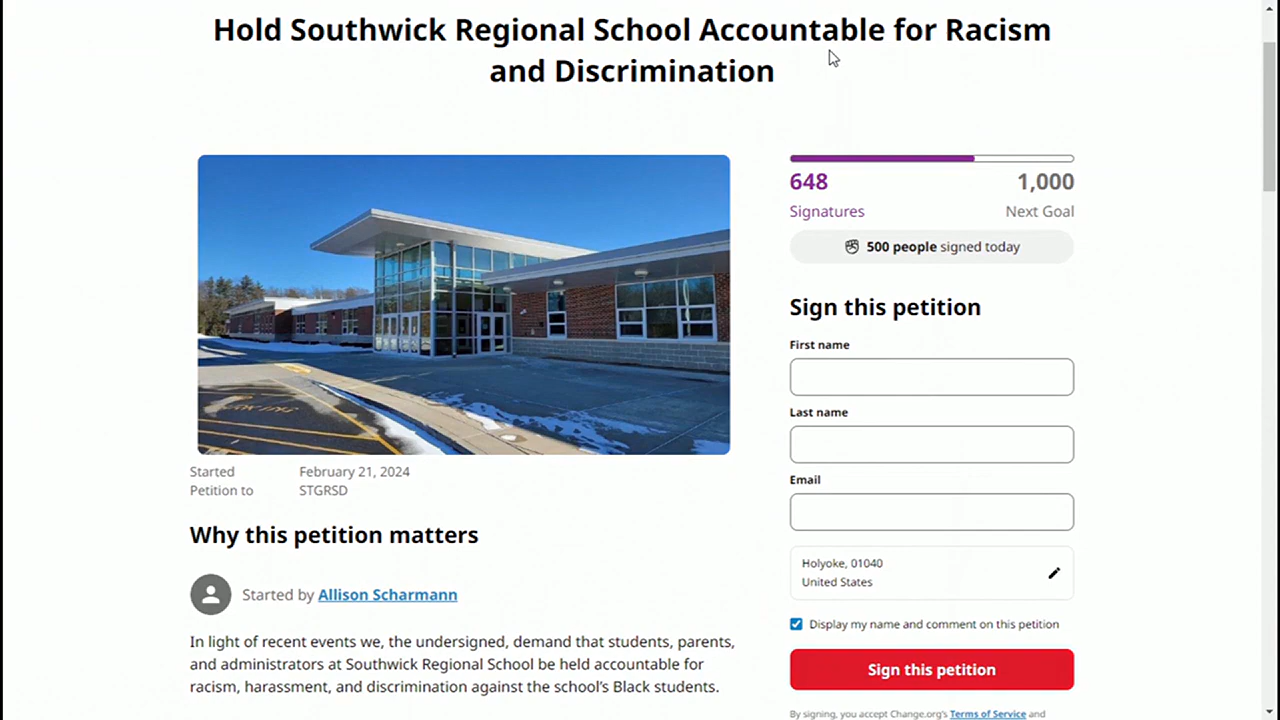 Hold Southwick Regional School Accountable for Racism
and Discrimination
648
1,000
Signatures
Next Goal
500 people signed today
Sign this petition
First name
Last name
Email
Holyoke, 01040
United States
Display my name and comment on this petition
Sign this petition
By signing, you accept Change.org's Terms of Service and
Started February 21, 2024
Petition to STGRSD
Why this petition matters
Started by Allison Scharmann
In light of recent events we, the undersigned, demand that students, parents,
and administrators at Southwick Regional School be held accountable for
racism, harassment, and discrimination against the school's Black students.